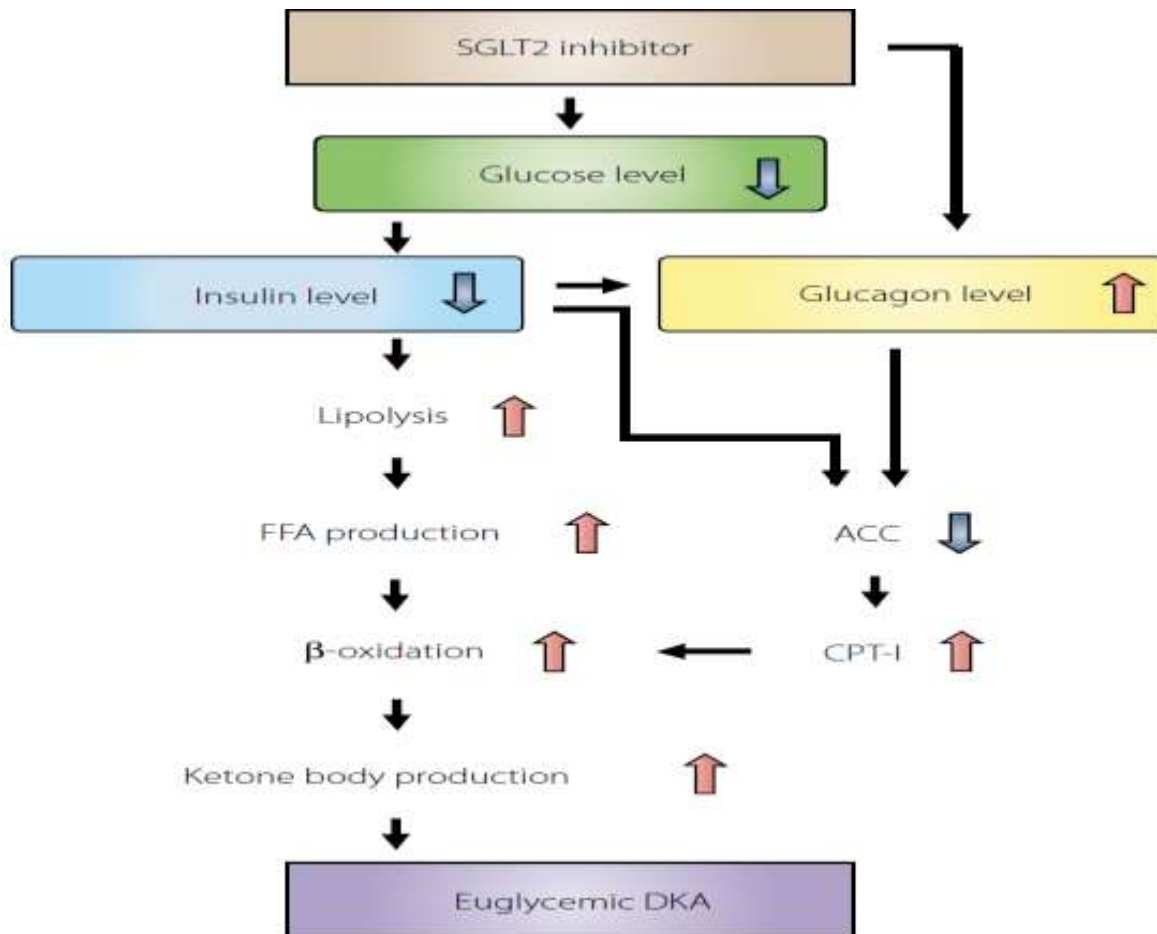 SGLT2 inhibitor
Glucose level
Insulin level
Glucagon level
Lipolysis
FFA production
ACC
β-oxidation
CPT-I
Ketone body production
Euglycemic DKA